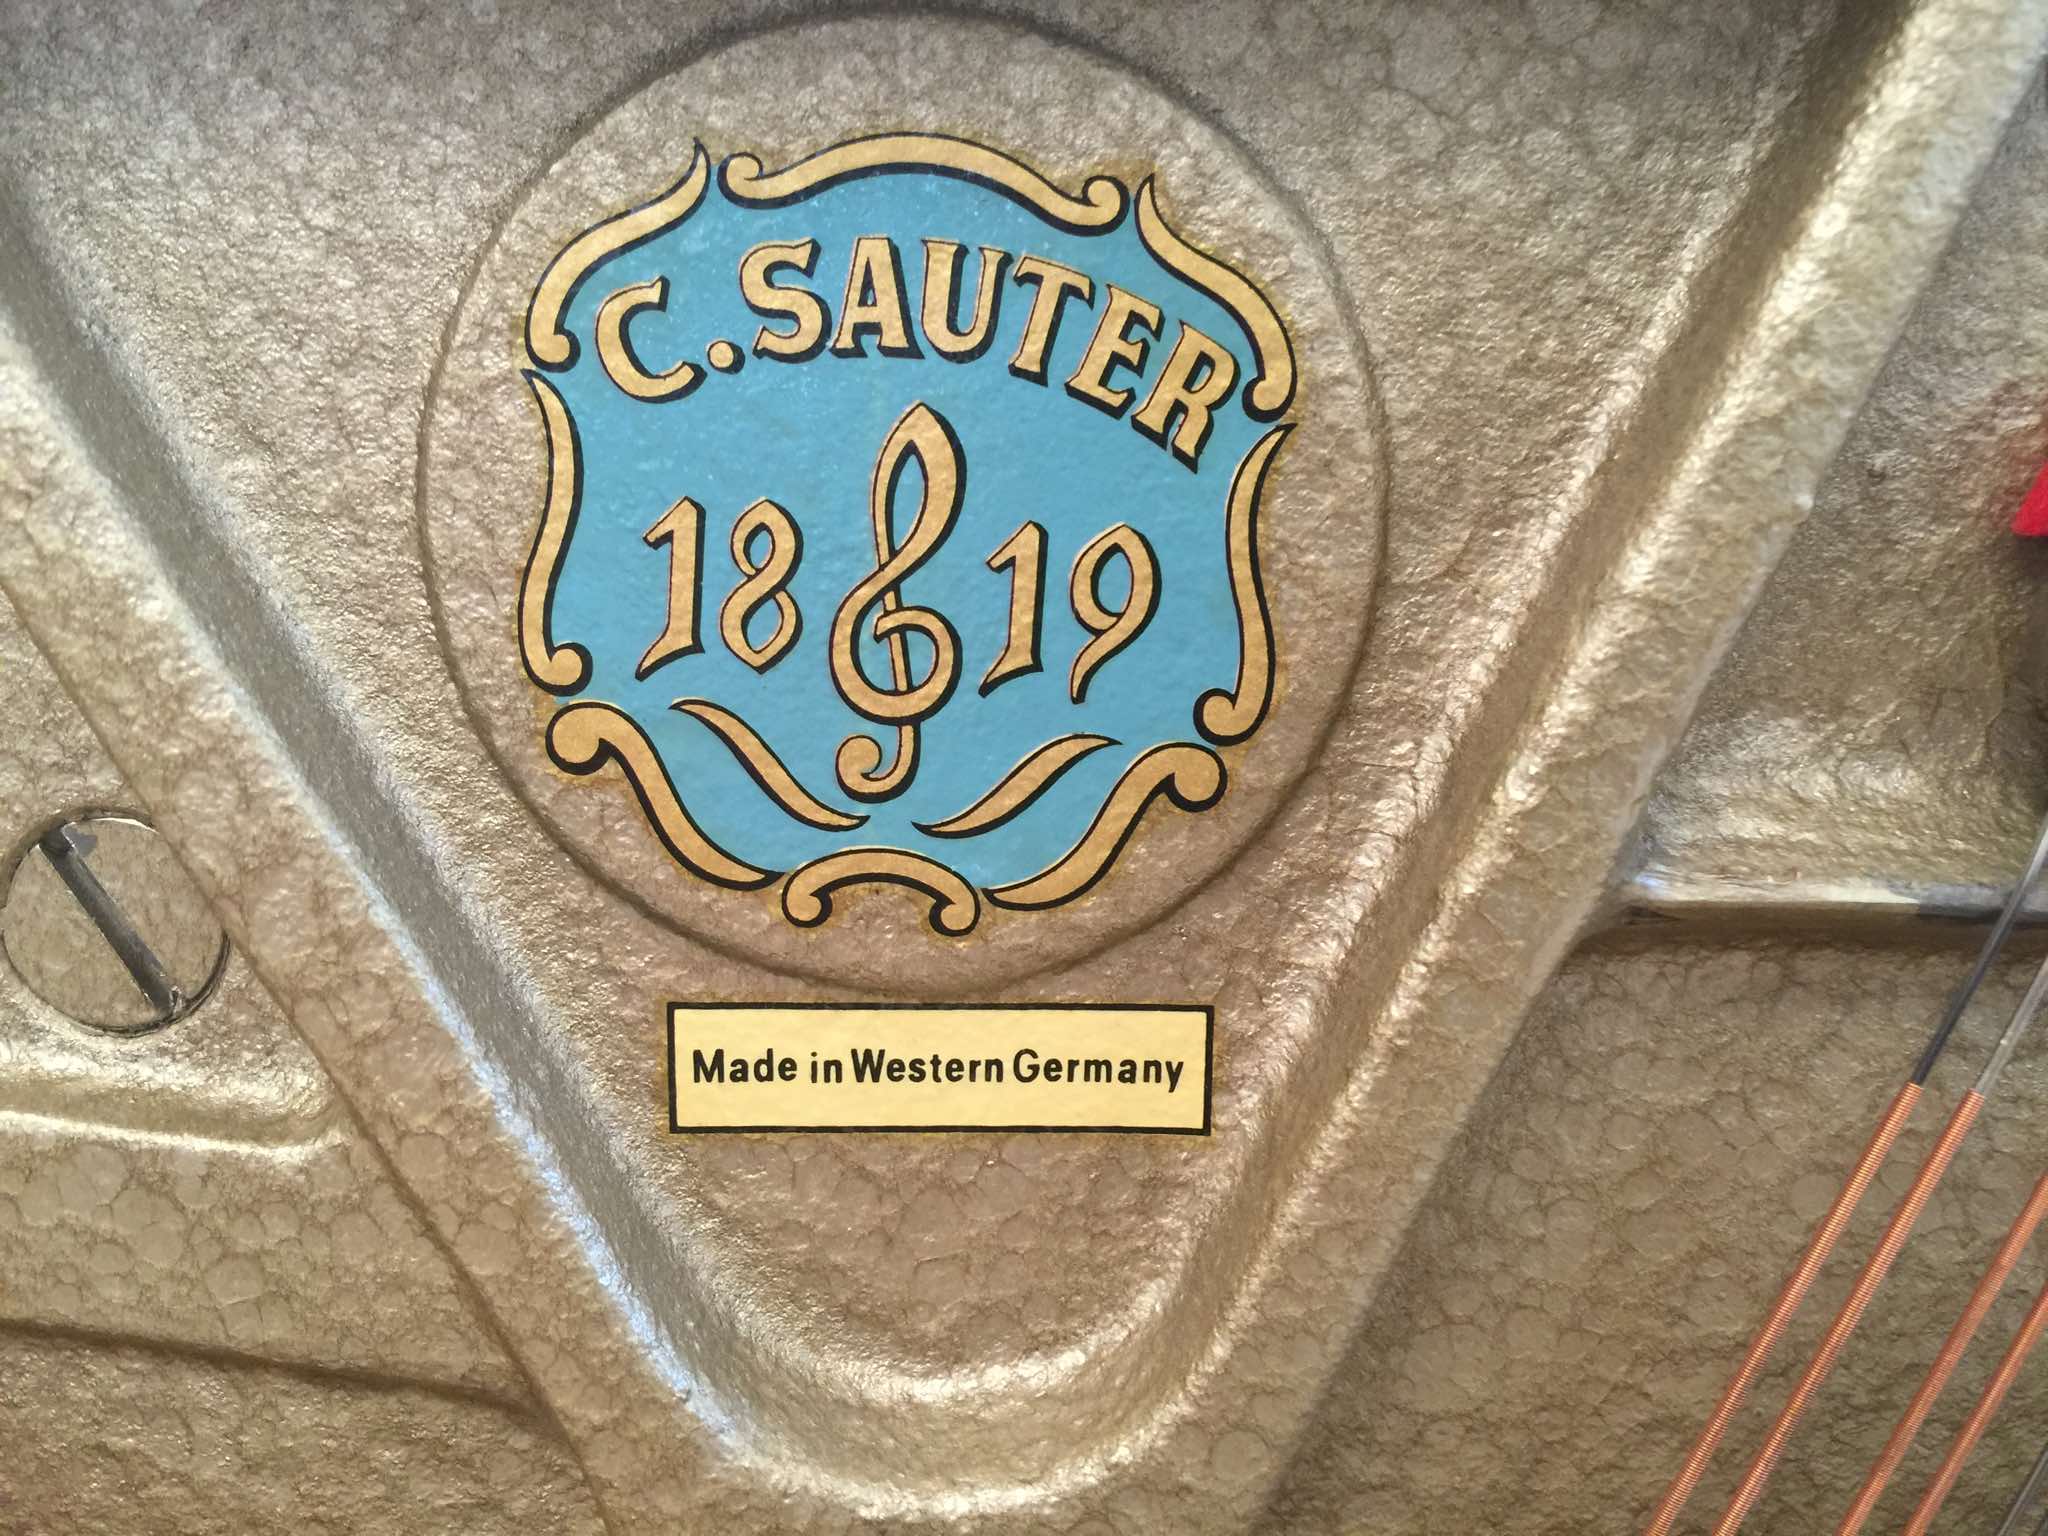 C. SAUTER
18 19
Made in Western Germany